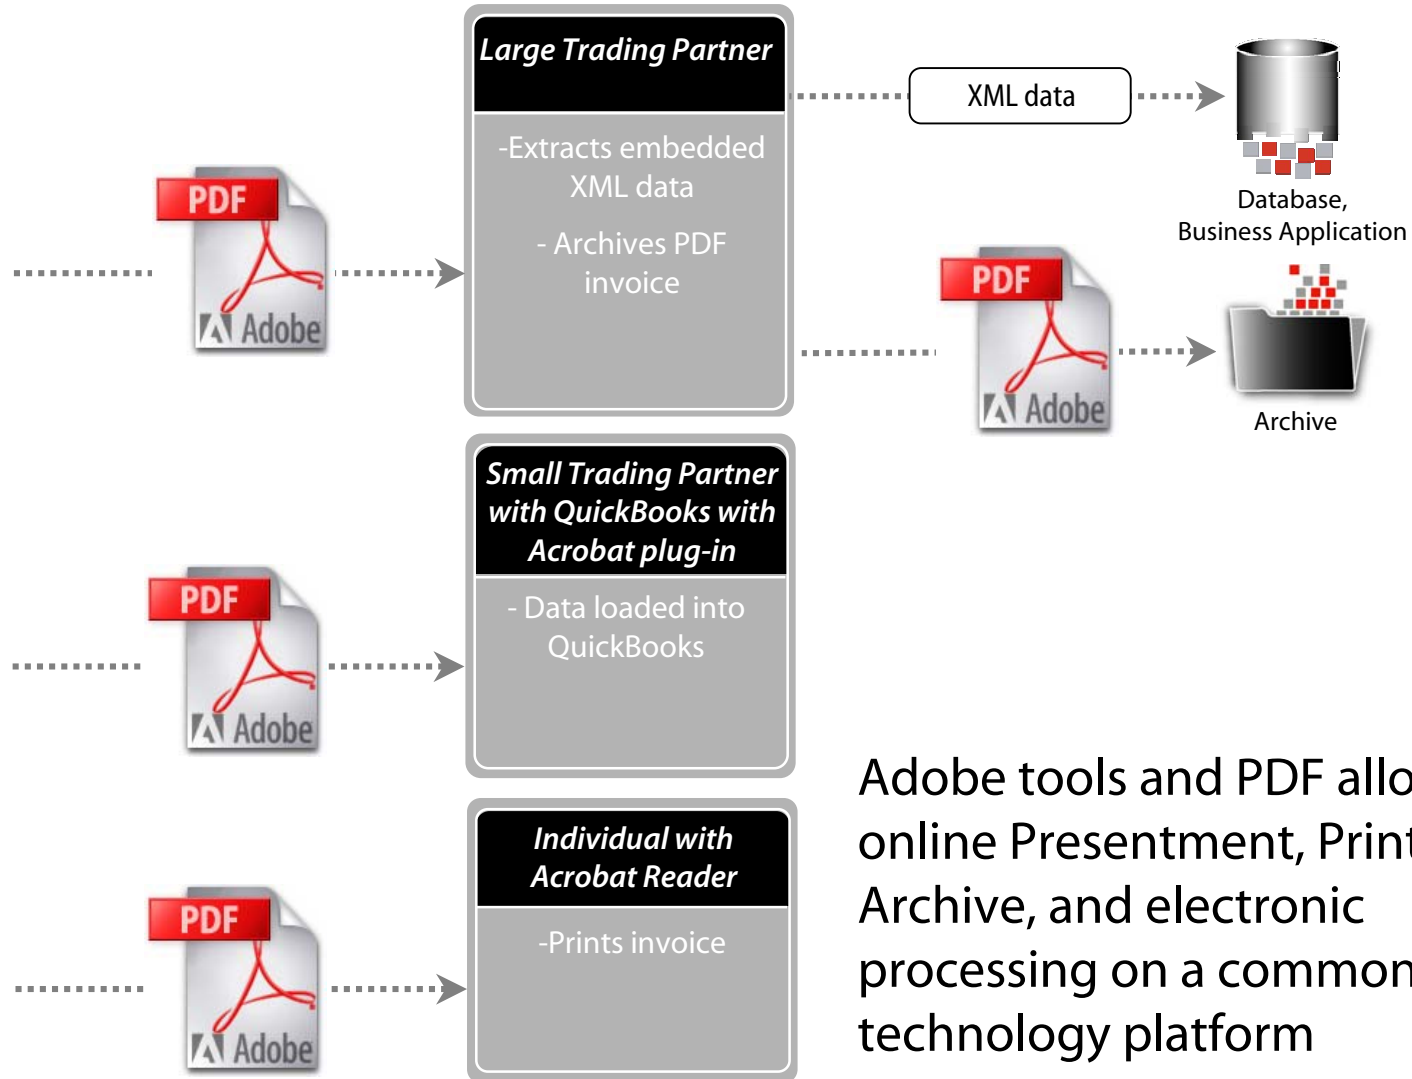 Large Trading Partner
-Extracts embedded
XML data
- Archives PDF
invoice
PDF
Adobe
XML data
Database,
Business Application
PDF
Adobe
Archive
Small Trading Partner
with QuickBooks with
Acrobat plug-in
- Data loaded into
QuickBooks
PDF
Adobe
Individual with
Acrobat Reader
-Prints invoice
PDF
Adobe
Adobe tools and PDF allo
online Presentment, Print
Archive, and electronic
processing on a common
technology platform